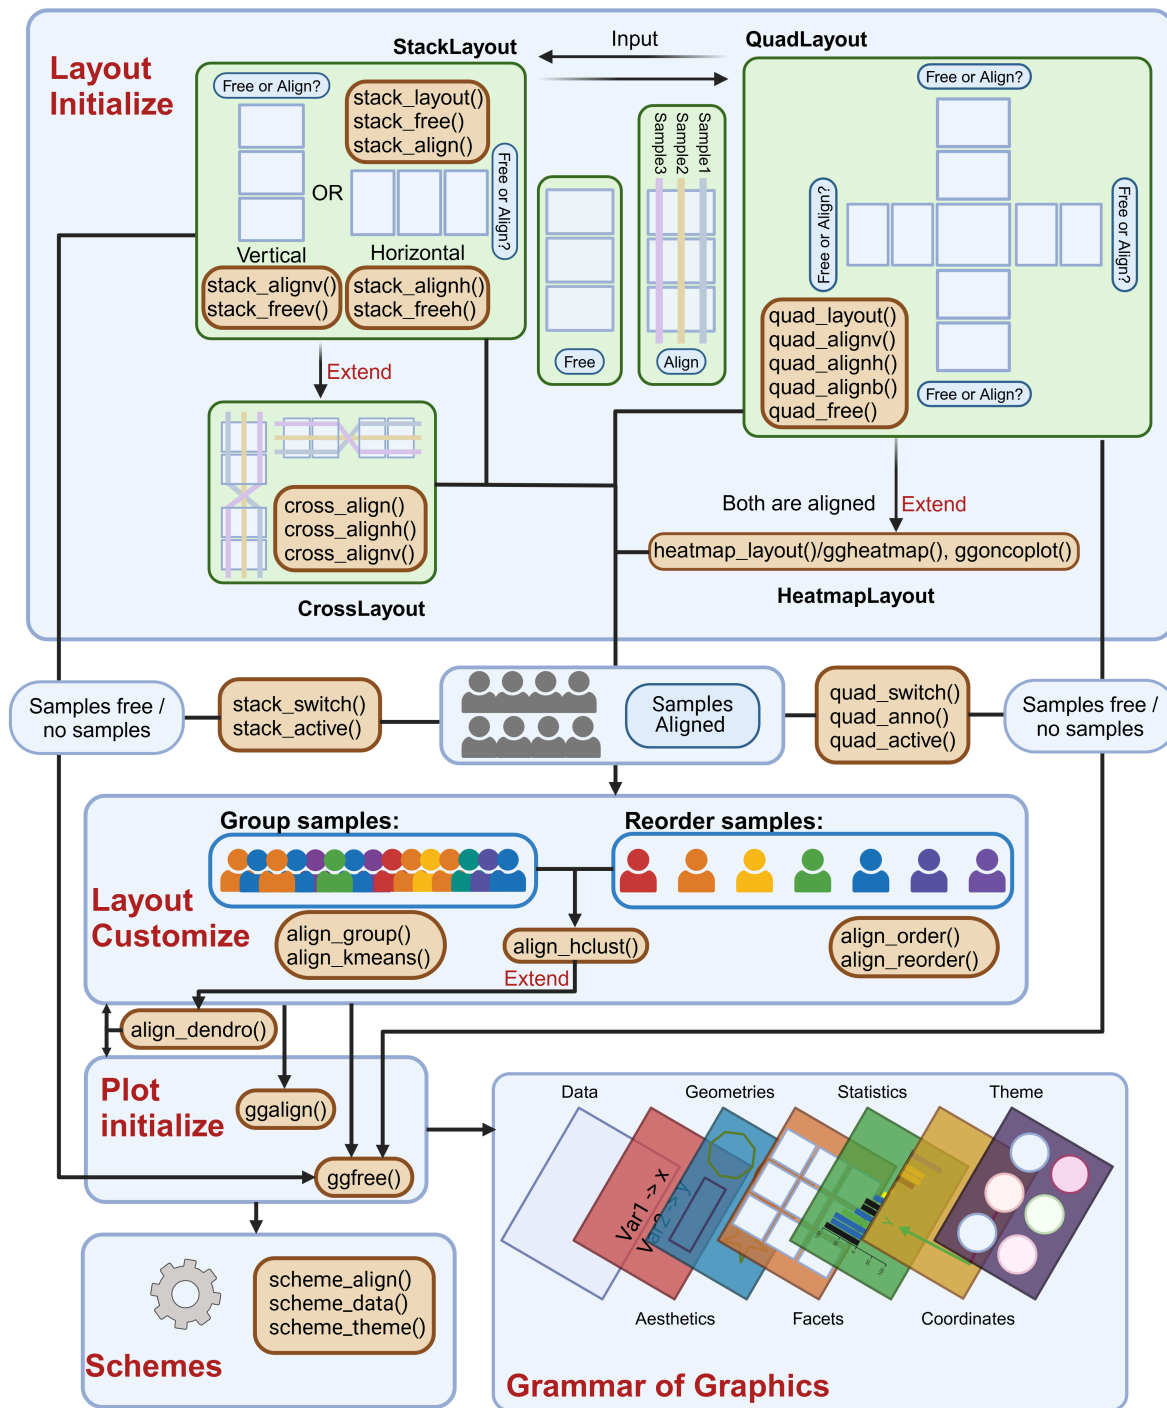 Layout
Initialize
StackLayout
Input
QuadLayout
Free or Align?
stack_layout()
stack_free()
stack_align()
Free or Align?
OR
Vertical
Horizontal
stack_alignv()
stack_freev()
stack_alignh()
stack_freeh()
Free
Sample3
Sample2
Sample1
Align
Free or Align?
Free or Align?
Free or Align?
quad_layout()
quad_alignv()
quad_alignh()
quad_alignb()
quad_free()
Free or Align?
Extend
cross_align()
cross_alignh()
cross_alignv()
CrossLayout
Both are aligned
Extend
heatmap_layout()/ggheatmap(), ggoncoplot()
HeatmapLayout
Samples free /
no samples
stack_switch()
stack_active()
Samples
Aligned
quad_switch()
quad_anno()
quad_active()
Samples free /
no samples
Group samples:
Reorder samples:
Layout
Customize
align_group()
align_kmeans()
align_hclust()
align_order()
align_reorder()
Extend
align_dendro()
Plot
initialize
ggalign()
ggfree()
Schemes
scheme_align()
scheme_data()
scheme_theme()
Data
Geometries
Statistics
Theme
Var1 -> x
Var2 -> y
Y
Aesthetics
Facets
Coordinates
Grammar of Graphics